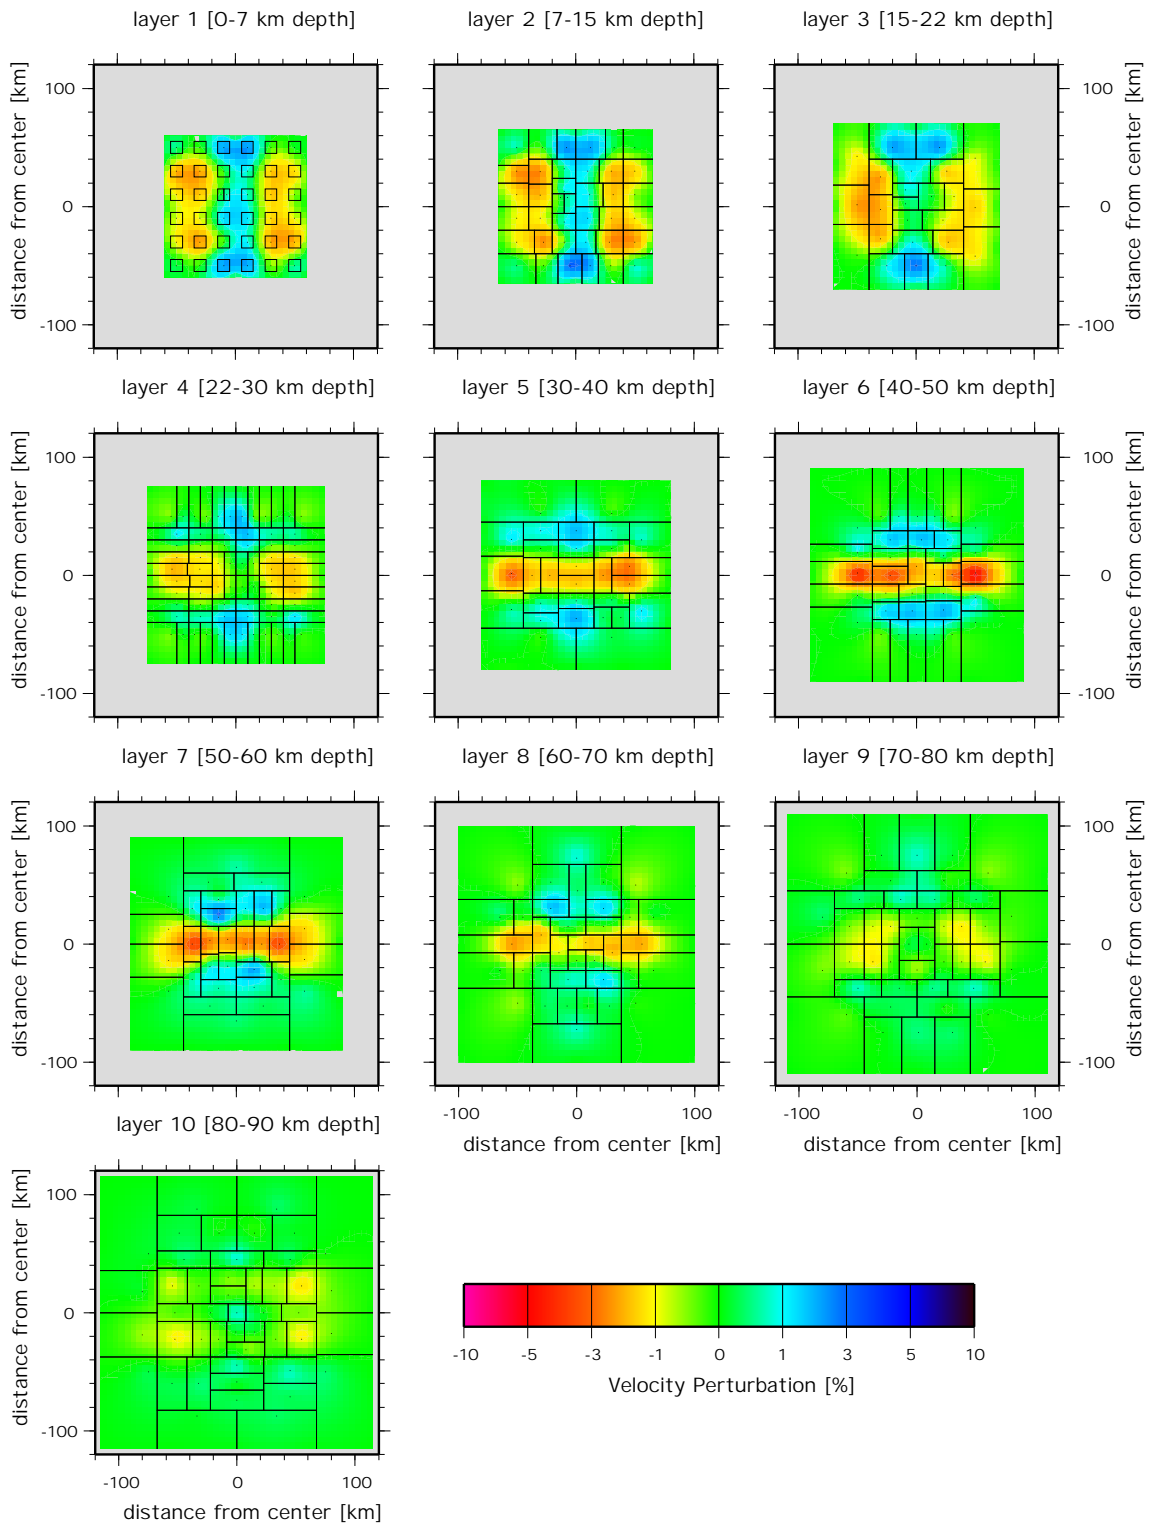 layer 1 [0-7 km depth]
layer 2 [7-15 km depth]
layer 3 [15-22 km depth]
distance from center [km]
100
0
-100
100
0
-100
distance from center [km]
layer 4 [22-30 km depth]
layer 5 [30-40 km depth]
layer 6 [40-50 km depth]
distance from center [km]
100
0
-100
100
0
-100
distance from center [km]
layer 7 [50-60 km depth]
layer 8 [60-70 km depth]
layer 9 [70-80 km depth]
distance from center [km]
100
0
-100
100
0
-100
distance from center [km]
-100 0 100
-100 0 100
distance from center [km]
distance from center [km]
layer 10 [80-90 km depth]
distance from center [km]
100
0
-100
-100 0 100
distance from center [km]
-10 -5 -3 -1 0 1 3 5 10
Velocity Perturbation [%]